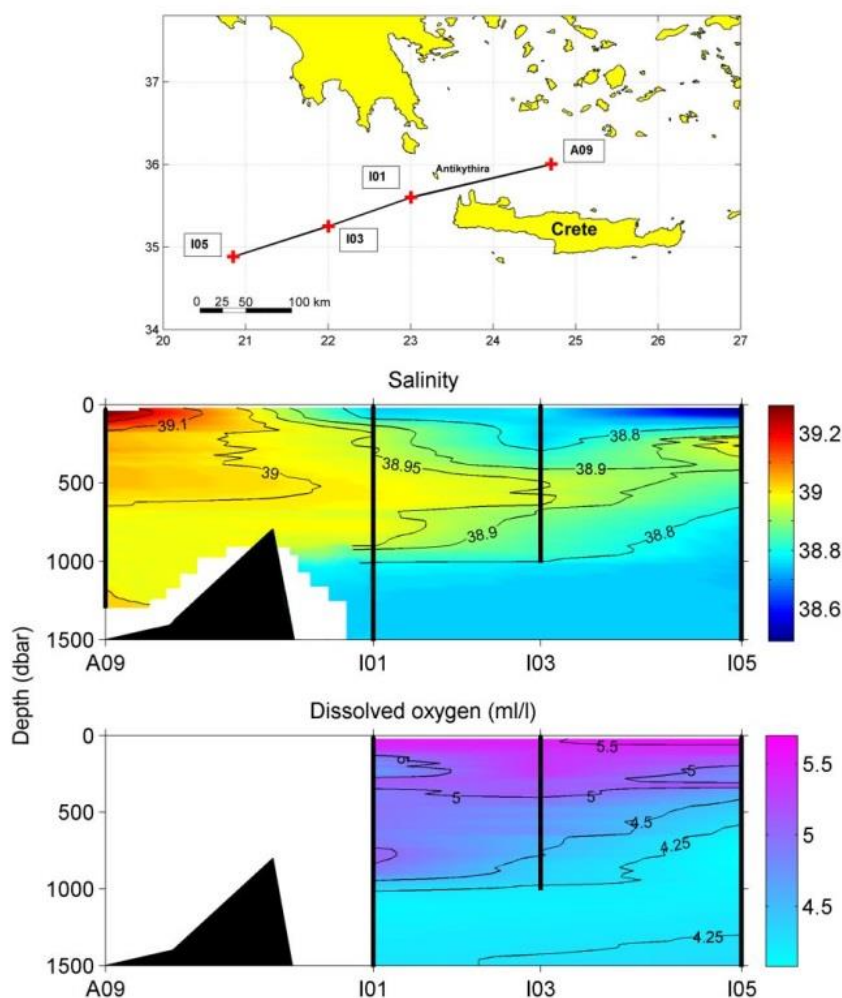 37
36
35
34
20 21 22 23 24 25 26 27
A09
Antikythira
I01
Crete
I03
I05
0 25 50 100 km
Salinity
0
500
1000
1500
39.1
39
38.95
38.9
38.8
38.9
38.8
A09 I01 I03 I05
39.2
39
38.8
38.6
Depth (dbar)
Dissolved oxygen (ml/l)
0
500
1000
1500
5.5
5
5
5
5
4.5
4.25
4.25
A09 I01 I03 I05
5.5
5
4.5